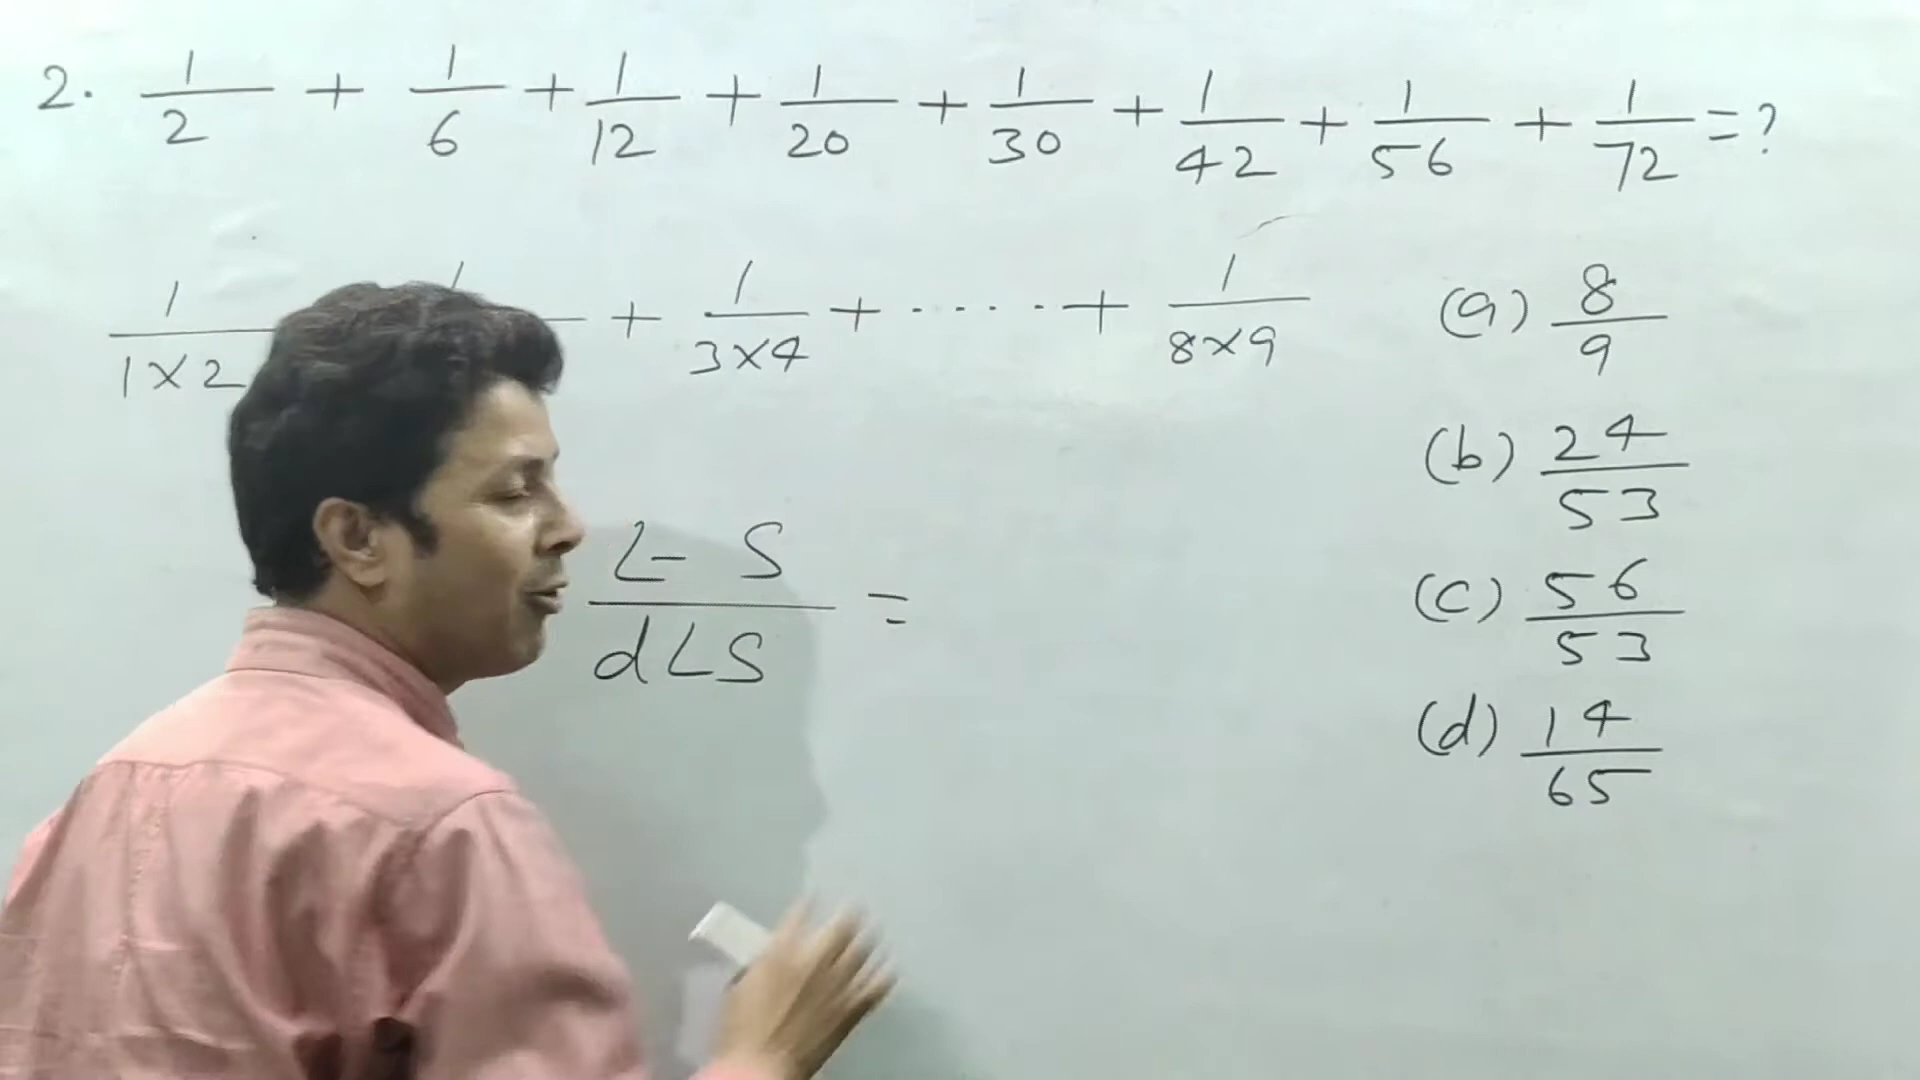 2. 1/2 + 1/6 + 1/12 + 1/20 + 1/30 + 1/42 + 1/56 + 1/72 = ?
1/1×2 1 + 1/3×4 + ..... + 1/8×9
(a) 8/9
(b) 24/53
L - S/dLS =
(c) 56/53
(d) 14/65